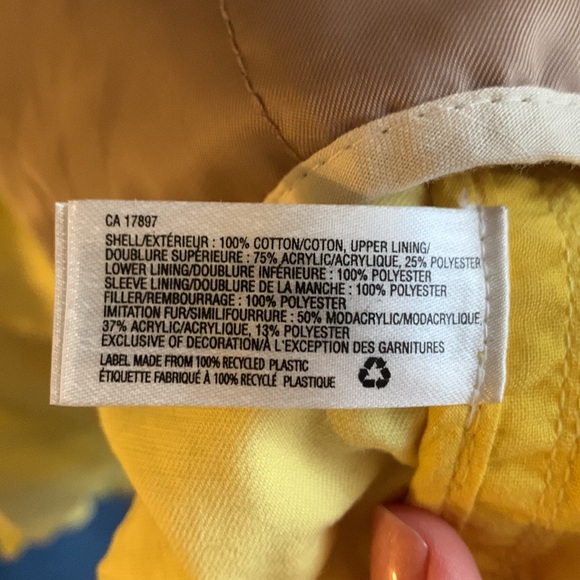 CA 17897
SHELL/EXTÉRIEUR : 100% COTTON/COTON, UPPER LINING/
DOUBLURE SUPÉRIEURE : 75% ACRYLIC/ACRYLIQUE, 25% POLYESTER
LOWER LINING/DOUBLURE INFÉRIEURE : 100% POLYESTER
SLEEVE LINING/DOUBLURE DE LA MANCHE : 100% POLYESTER
FILLER/REMBOURRAGE : 100% POLYESTER
IMITATION FUR/SIMILIFOURRURE : 50% MODACRYLIC/MODACRYLIQUE,
37% ACRYLIC/ACRYLIQUE, 13% POLYESTER
EXCLUSIVE OF DECORATION/À L'EXCEPTION DES GARNITURES
LABEL MADE FROM 100% RECYCLED PLASTIC
ÉTIQUETTE FABRIQUÉ À 100% RECYCLÉ PLASTIQUE